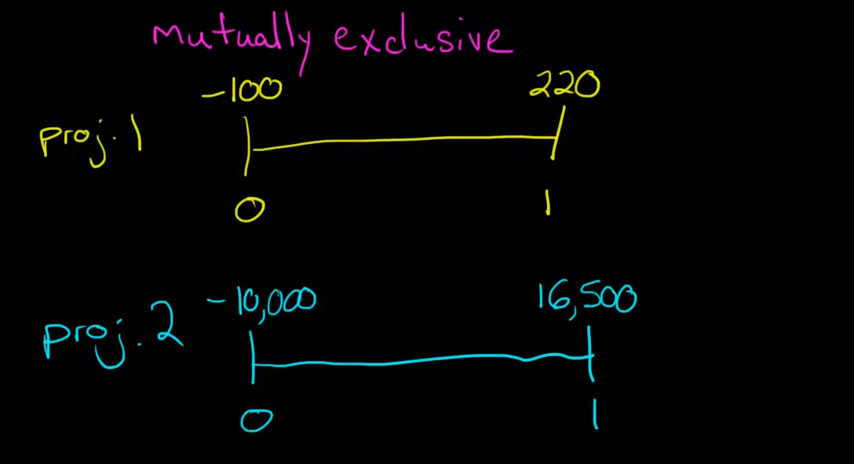 Mutually exclusive
-100 220
proj. 1
0 1
-10,000 16,500
proj. 2
0 1